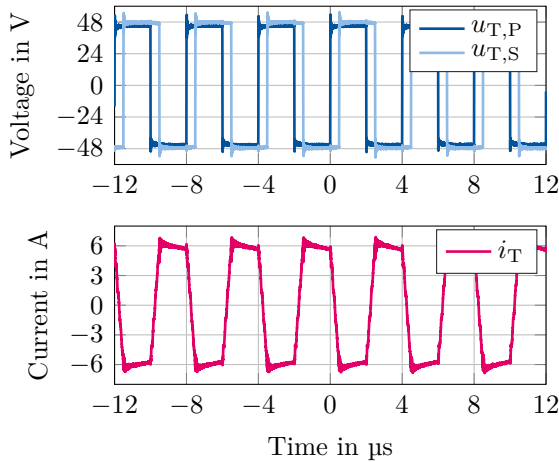 Voltage in V
48
24
0
−24
−48
u_T,P
u_T,S
−12 −8 −4 0 4 8 12
Current in A
6
3
0
−3
−6
i_T
−12 −8 −4 0 4 8 12
Time in µs